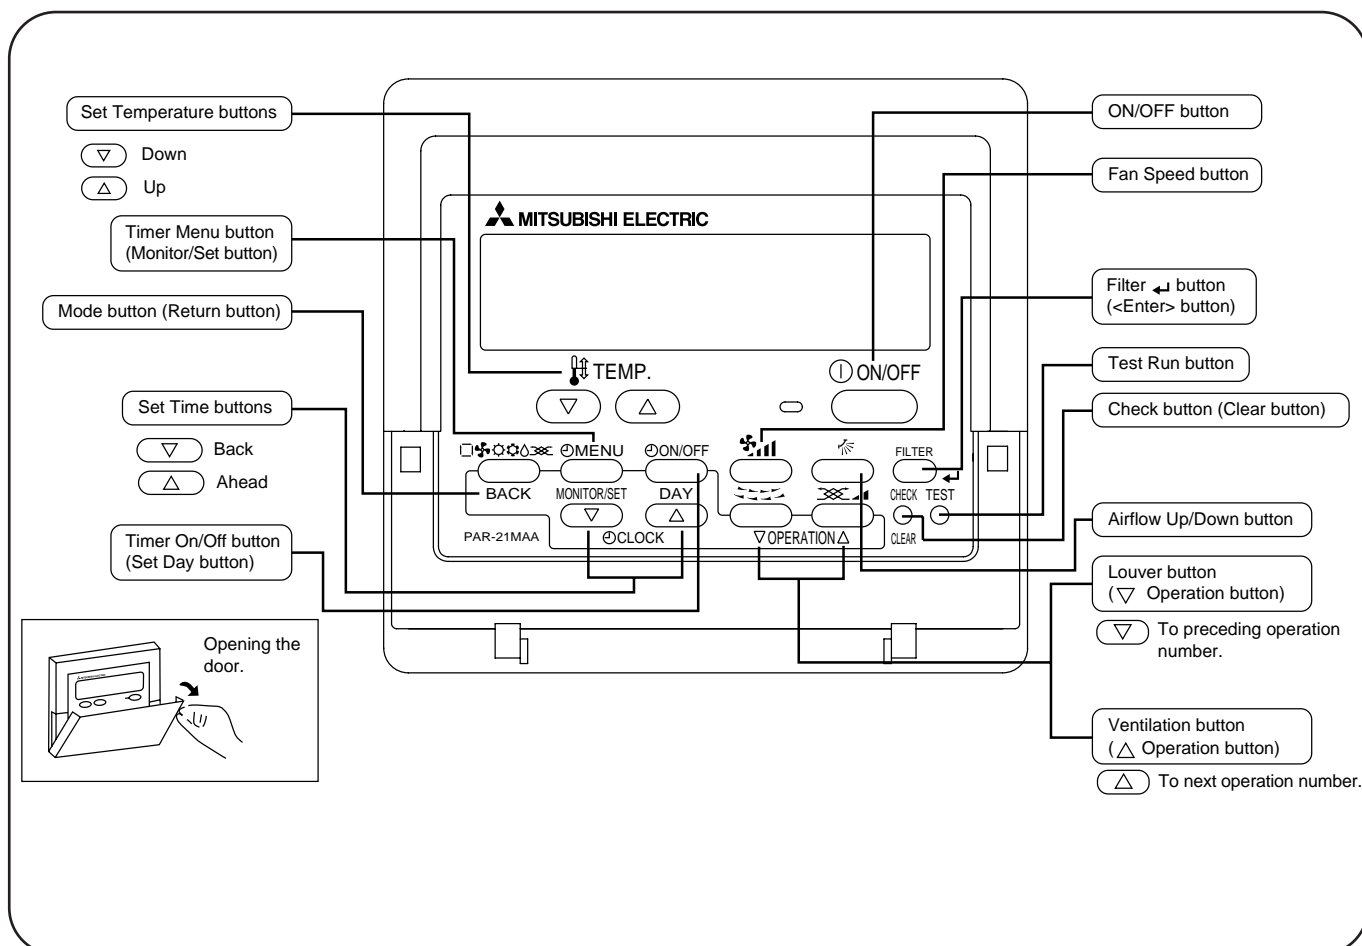 Set Temperature buttons
▽ Down
△ Up
Timer Menu button
(Monitor/Set button)
Mode button (Return button)
Set Time buttons
▽ Back
△ Ahead
Timer On/Off button
(Set Day button)
Opening the
door.
MITSUBISHI ELECTRIC
TEMP.
ON/OFF
▽ △
MENU
ON/OFF
FILTER
BACK
MONITOR/SET
DAY
CHECK
TEST
▽ △
PAR-21MAA
CLOCK
▽OPERATION△
CLEAR
ON/OFF button
Fan Speed button
Filter ↵ button
(<Enter> button)
Test Run button
Check button (Clear button)
Airflow Up/Down button
Louver button
(▽ Operation button)
▽ To preceding operation
number.
Ventilation button
(△ Operation button)
△ To next operation number.